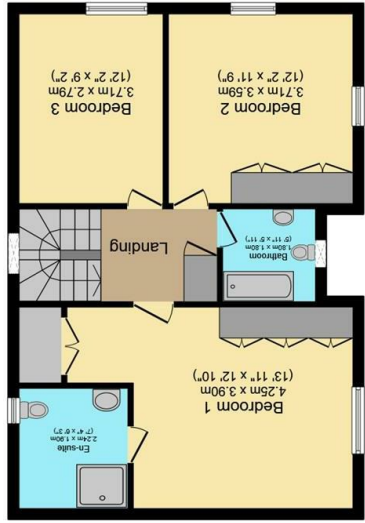 En-suite
2.24m x 1.90m
(7' 4" x 6' 3")
Bedroom 1
4.25m x 3.90m
(13' 11" x 12' 10")
Bathroom
1.80m x 1.80m
(5' 11" x 5' 11")
Landing
Bedroom 2
3.71m x 3.59m
(12' 2" x 11' 9")
Bedroom 3
3.71m x 2.79m
(12' 2" x 9' 2")